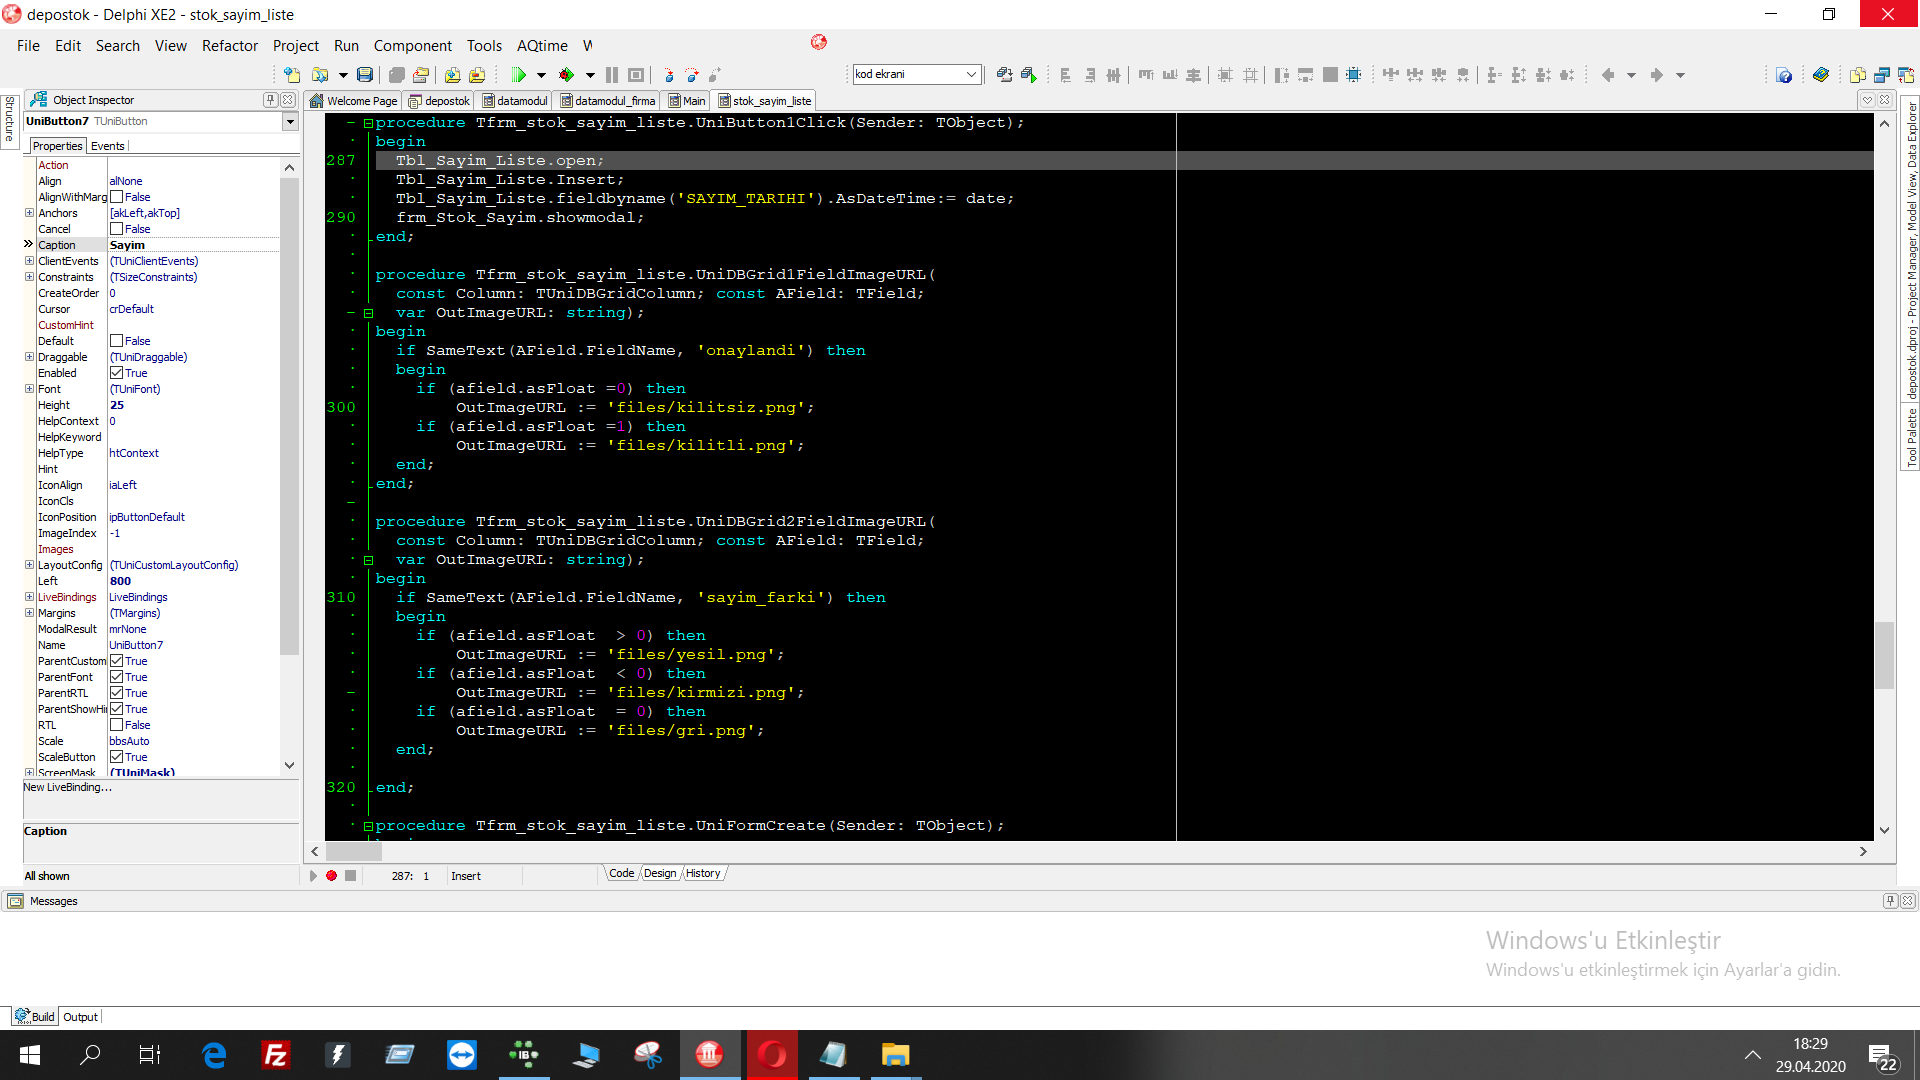 depostok - Delphi XE2 - stok_sayim_liste
File Edit Search View Refactor Project Run Component Tools AQtime
kod ekrani
Structure
Object Inspector
UniButton7 TUniButton
Properties Events
Action
Align alNone
AlignWithMarg False
Anchors [akLeft,akTop]
Cancel False
Caption Sayim
ClientEvents (TUniClientEvents)
Constraints (TSizeConstraints)
CreateOrder 0
Cursor crDefault
CustomHint
Default False
Draggable (TUniDraggable)
Enabled True
Font (TUniFont)
Height 25
HelpContext 0
HelpKeyword
HelpType htContext
Hint
IconAlign iaLeft
IconCls
IconPosition ipButtonDefault
ImageIndex -1
Images
LayoutConfig (TUniCustomLayoutConfig)
Left 800
LiveBindings LiveBindings
Margins (TMargins)
ModalResult mrNone
Name UniButton7
ParentCustom True
ParentFont True
ParentRTL True
ParentShowHi True
RTL False
Scale bbsAuto
ScaleButton True
ScreenMask (TUniMask)
New LiveBinding...
Caption
All shown
Welcome Page depostok datamodul datamodul_firma Main stok_sayim_liste
procedure Tfrm_stok_sayim_liste.UniButton1Click(Sender: TObject);
begin
287 Tbl_Sayim_Liste.open;
Tbl_Sayim_Liste.Insert;
Tbl_Sayim_Liste.fieldbyname('SAYIM_TARIHI').AsDateTime:= date;
290 frm_Stok_Sayim.showmodal;
end;
procedure Tfrm_stok_sayim_liste.UniDBGrid1FieldImageURL(
const Column: TUniDBGridColumn; const AField: TField;
var OutImageURL: string);
begin
if SameText(AField.FieldName, 'onaylandi') then
begin
if (afield.asFloat =0) then
300 OutImageURL := 'files/kilitsiz.png';
if (afield.asFloat =1) then
OutImageURL := 'files/kilitli.png';
end;
end;
procedure Tfrm_stok_sayim_liste.UniDBGrid2FieldImageURL(
const Column: TUniDBGridColumn; const AField: TField;
var OutImageURL: string);
begin
310 if SameText(AField.FieldName, 'sayim_farki') then
begin
if (afield.asFloat  > 0) then
OutImageURL := 'files/yesil.png';
if (afield.asFloat  < 0) then
OutImageURL := 'files/kirmizi.png';
if (afield.asFloat  = 0) then
OutImageURL := 'files/gri.png';
end;
320 end;
procedure Tfrm_stok_sayim_liste.UniFormCreate(Sender: TObject);
287: 1 Insert
Code Design History
depostok.dproj - Project Manager, Model View, Data Explorer
Tool Palette
Messages
Windows'u Etkinleştir
Windows'u etkinleştirmek için Ayarlar'a gidin.
Build Output
18:29
29.04.2020
22